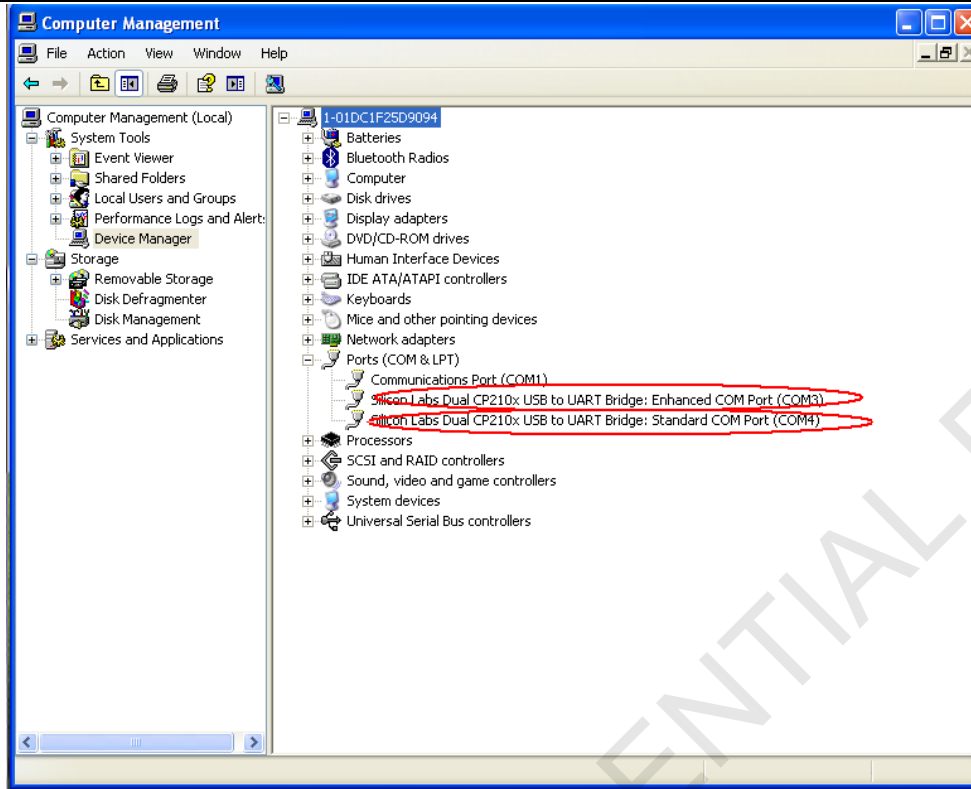 Computer Management
File Action View Window Help
Computer Management (Local)
System Tools
Event Viewer
Shared Folders
Local Users and Groups
Performance Logs and Alert:
Device Manager
Storage
Removable Storage
Disk Defragmenter
Disk Management
Services and Applications
1-01DC1F25D9094
Batteries
Bluetooth Radios
Computer
Disk drives
Display adapters
DVD/CD-ROM drives
Human Interface Devices
IDE ATA/ATAPI controllers
Keyboards
Mice and other pointing devices
Network adapters
Ports (COM & LPT)
Communications Port (COM1)
Silicon Labs Dual CP210x USB to UART Bridge: Enhanced COM Port (COM3)
Silicon Labs Dual CP210x USB to UART Bridge: Standard COM Port (COM4)
Processors
SCSI and RAID controllers
Sound, video and game controllers
System devices
Universal Serial Bus controllers
ENTIAL